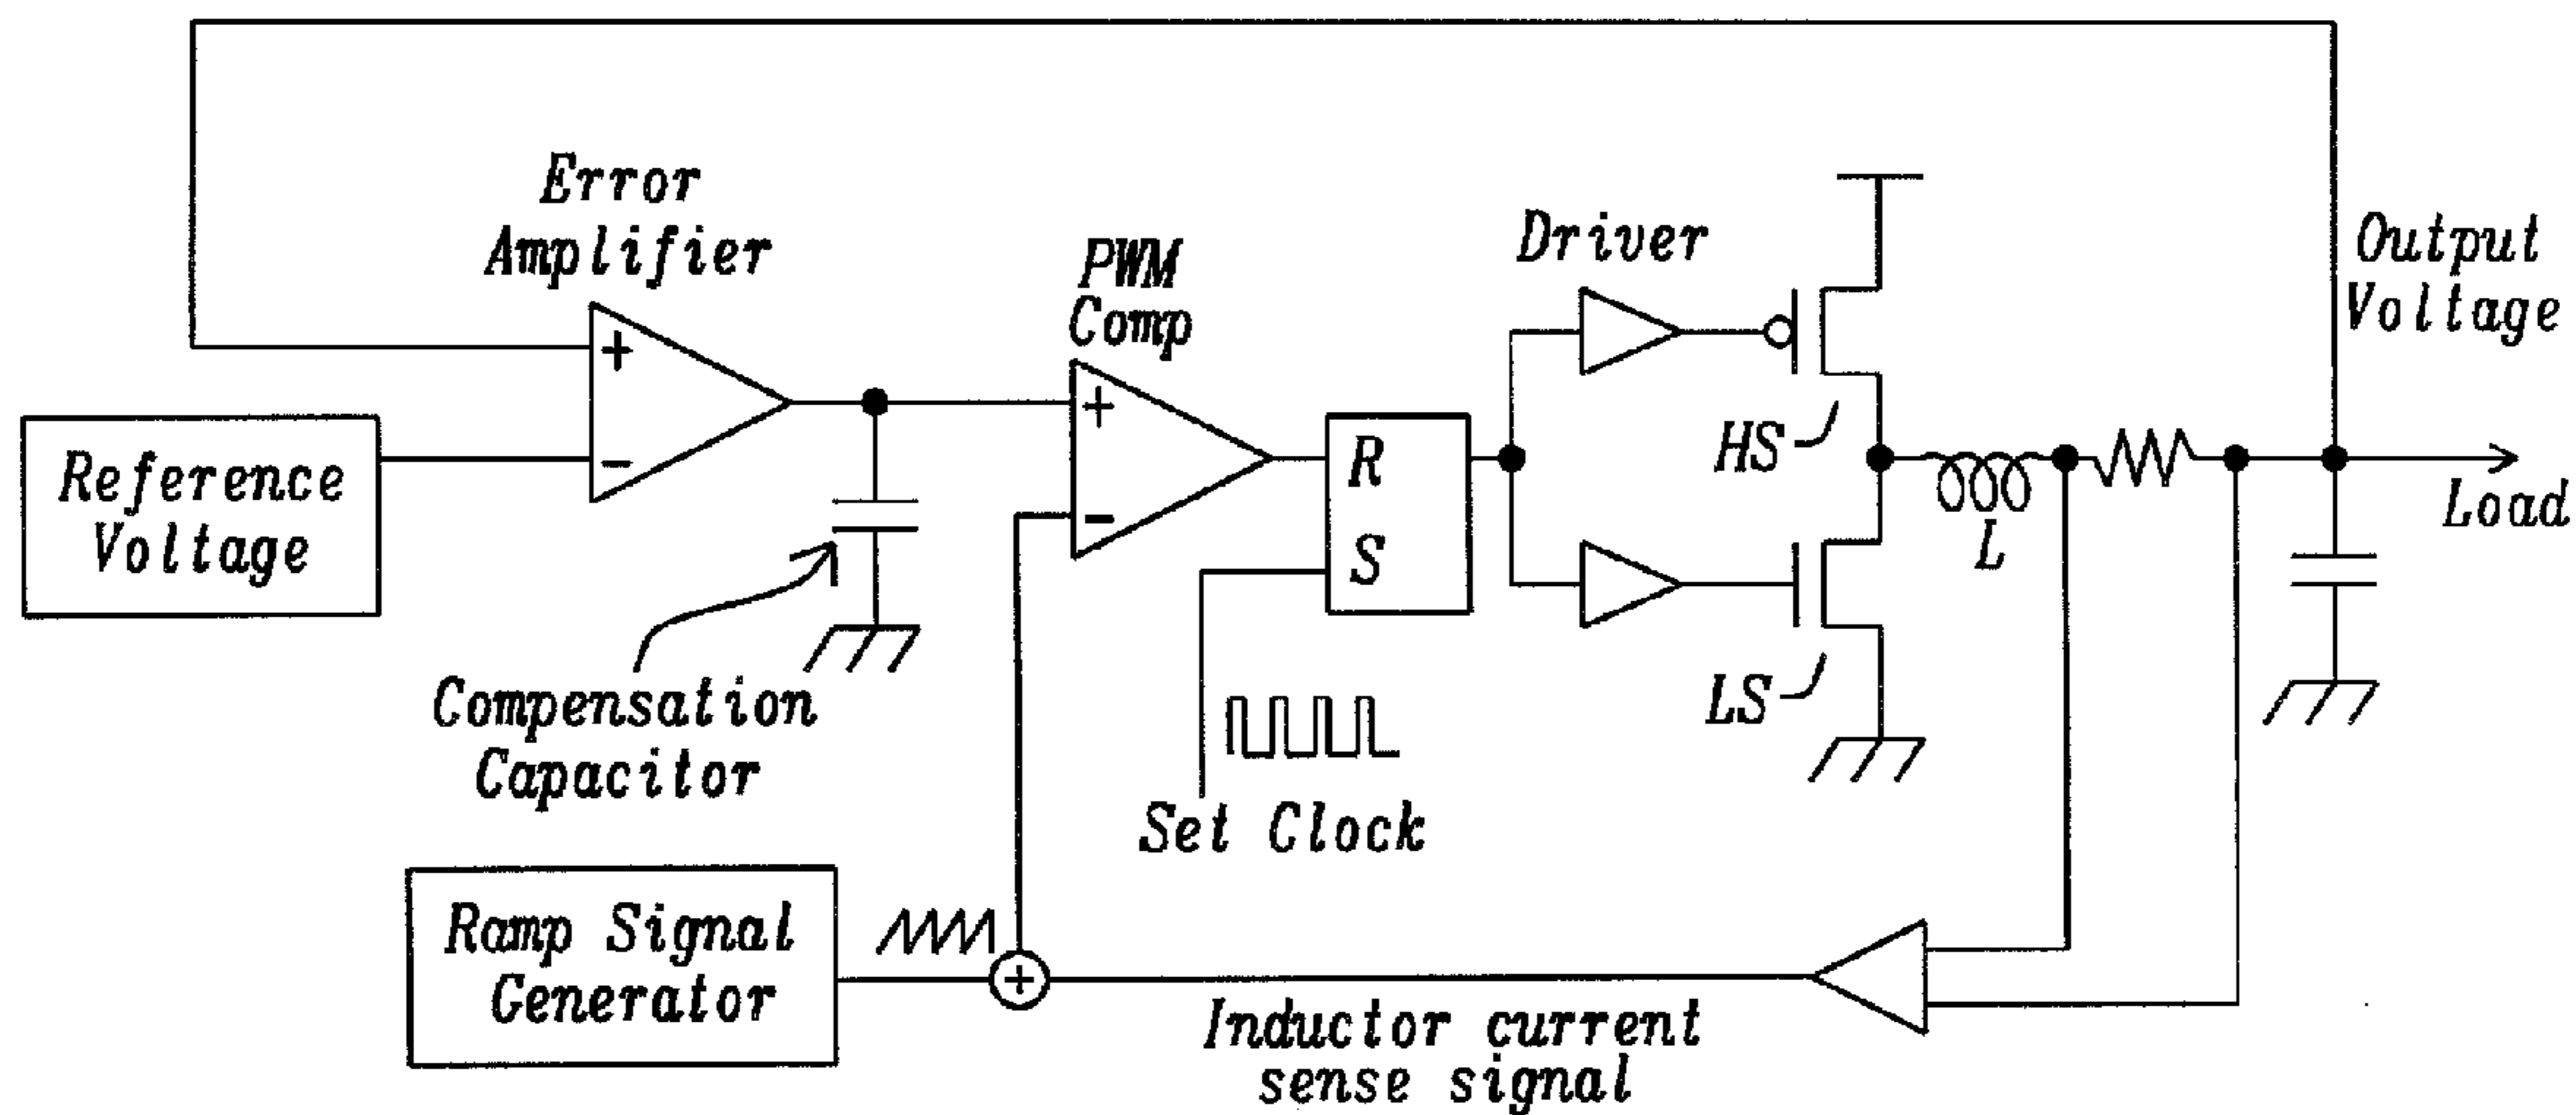 Error
Amplifier
PWM
Comp
Driver
Output
Voltage
+
-
+
-
Reference
Voltage
R
S
HS
LS
L
Load
Compensation
Capacitor
Set Clock
Ramp Signal
Generator
+
Inductor current
sense signal